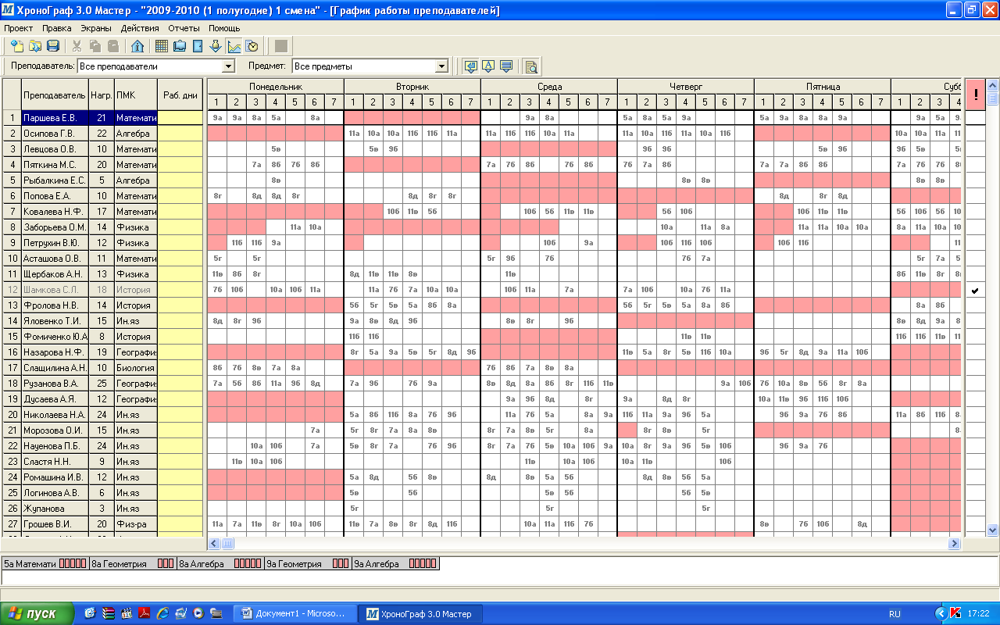 ХроноГраф 3.0 Мастер - "2009-2010 (1 полугодие) 1 смена" - [График работы преподавателей]
Проект Правка Экраны Действия Отчеты Помощь
Преподаватель: Все преподаватели Предмет: Все предметы
Преподаватель Нагр. ПМК Раб. дни Понедельник Вторник Среда Четверг Пятница Субб !
1 2 3 4 5 6 7 1 2 3 4 5 6 7 1 2 3 4 5 6 7 1 2 3 4 5 6 7 1 2 3 4 5 6 7 1 2 3 4
1 Паршева Е.В. 21 Математи 9а 9а 8а 5а 8а 9а 8а 5а 8а 5а 9а 5а 9а 8а 8а 9а 9а 5а 9а
2 Осипова Г.В. 22 Алгебра 11а 10а 10а 11б 11б 11а 11а 11б 11б 10а 11а 11а 10а 11а 11а 10а 11б 10а 10а 11а 11
3 Левцова О.В. 10 Математи 5в 5в 9б 9б 9б 5в 9б 9б 5в 5в
4 Пяткина М.С. 20 Математи 7а 8б 7б 8б 7а 7б 8б 7б 8б 7б 7а 8б 7а 7а 8б 8б 7а 7б 7б 8б
5 Рыбалкина Е.С. 5 Алгебра 8в 8в 8в 8в 8в
6 Попова Е.А. 10 Математи 8г 8д 8д 8г 8д 8г 8г 8д 8г 8д
7 Ковалева Н.Ф. 17 Математи 10б 11в 5б 10б 5б 11в 11в 5б 10б 10б 11в 11в 5б 10б 5б 10
8 Заборьева О.М. 14 Физика 11а 10а 10а 11а 8а 11а 11а 10а 10а 8а 11а 10а 10
9 Петрухин В.Ю. 12 Физика 11б 11б 9а 10б 9а 10б 11б 10б 10б 11б 11
10 Асташова О.В. 11 Математи 5г 5г 5г 9б 7б 7б 7а 5г 7а 5
11 Щербаков А.Н. 13 Физика 11в 8б 8г 8д 11в 11в 8в 11в 8б 11в 8г
12 Шамкова С.Л. 18 История 7б 10б 10а 10б 11а 11а 7б 7а 10а 10а 10б 11а 7а 7а 10б 10а 7б 11а
13 Фролова Н.В. 14 История 5б 5г 5в 5а 8б 8а 5б 5г 5в 5а 8а 8б 8а 8б
14 Яловенко Т.И. 15 Ин.яз 8д 8г 9б 9а 8в 8д 9б 8в 8г 9б 8в 8д 9а 8
15 Фомиченко Ю.А 8 История 11б 11б 11в 11в 11б 11б 11в 11
16 Назарова Н.Ф. 19 География 8г 5а 9а 5в 5г 8д 9б 11в 5а 8г 5в 11б 10а 9б 5г 8д 9а 11а 10б
17 Слащилина А.Н. 10 Биология 8б 7б 8в 7а 8а 7б 8б 7а 8в 8а
18 Рузанова В.А. 25 География 7а 5б 8б 11а 9б 8д 7а 9б 7б 9а 8в 8д 8а 8б 8г 11б 11в 9а 10б 7б 10а 8в 5б 8г 8а
19 Дусаева А.Я. 12 География 9а 9б 8д 8г 9а 8д 8г 10а 11в 9б 11б 10б
20 Николаева Н.А. 24 Ин.яз 5а 8б 11б 8а 7б 9б 11а 7б 5а 8а 9а 11б 11а 9а 9б 5а 9б 9а 7б 8б 11а 8б 11б 8
21 Морозова О.И. 15 Ин.яз 7а 5г 8г 7а 8а 8в 8г 7а 8в 5г 8а 8г 8в 5г 8
22 Науенова П.Б. 24 Ин.яз 10а 10б 7а 5в 8г 7а 7б 9б 8г 7а 7б 5в 10а 10б 9а 10а 8г 9а 9б 5в 10б 9б 9а 7б
23 Сластя Н.Н. 9 Ин.яз 11в 10а 10б 11в 10а 10б 10а 11в 10б
24 Ромашина И.В. 12 Ин.яз 5а 8д 5б 8в 8д 8в 5а 5б 8д 8в 5б 5а
25 Логинова А.В. 6 Ин.яз 5в 5б 5в 5б 5б 5в
26 Жупанова 3 Ин.яз 5г 5г 5г
27 Грошев В.И. 20 Физ-ра 11а 7а 11в 8г 10а 10б 11в 7а 8в 8г 8д 11б 10а 11а 11б 7б 8в 7б 10б 8д
5а Математи 8а Геометрия 8а Алгебра 9а Геометрия 9а Алгебра
пуск Документ1 - Microso... ХроноГраф 3.0 Мастер RU 17:22